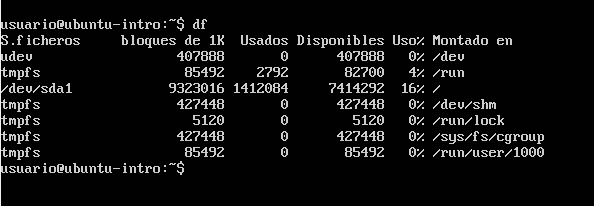 usuario@ubuntu-intro:~$ df
S.ficheros     bloques de 1K  Usados Disponibles Uso% Montado en
udev                  407888       0      407888   0% /dev
tmpfs                  85492    2792       82700   4% /run
/dev/sda1            9323016 1412084     7414292  16% /
tmpfs                 427448       0      427448   0% /dev/shm
tmpfs                   5120       0        5120   0% /run/lock
tmpfs                 427448       0      427448   0% /sys/fs/cgroup
tmpfs                  85492       0       85492   0% /run/user/1000
usuario@ubuntu-intro:~$